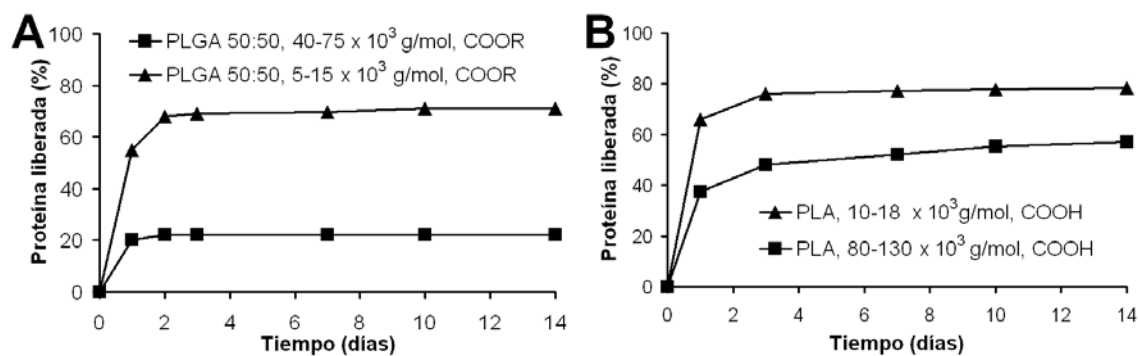 A
PLGA 50:50, 40-75 x 10³ g/mol, COOR
PLGA 50:50, 5-15 x 10³ g/mol, COOR
Proteína liberada (%)
100
80
60
40
20
0
0 2 4 6 8 10 12 14
Tiempo (días)
B
Proteína liberada (%)
100
80
60
40
20
0
PLA, 10-18 x 10³g/mol, COOH
PLA, 80-130 x 10³g/mol, COOH
0 2 4 6 8 10 12 14
Tiempo (días)